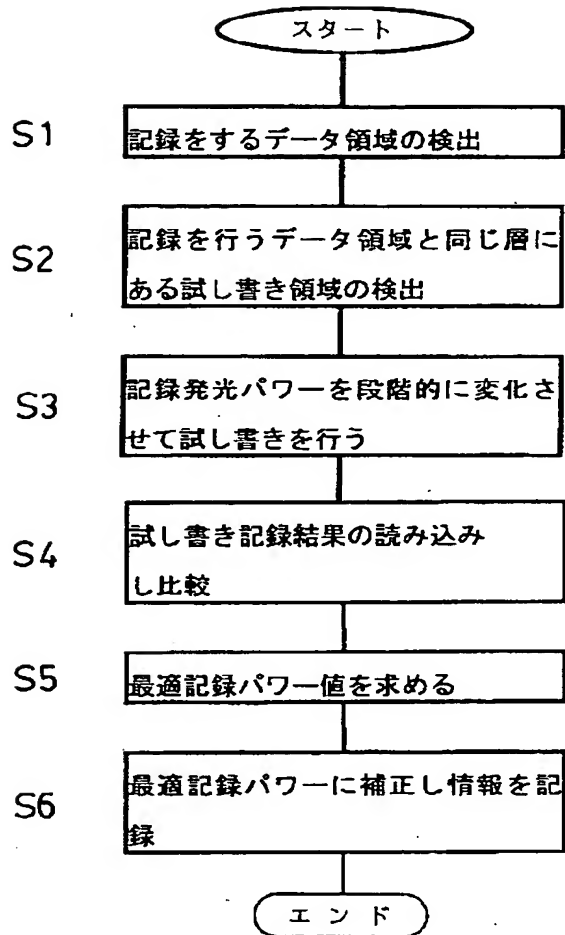 スタート
S1
記録をするデータ領域の検出
S2
記録を行うデータ領域と同じ層に
ある試し書き領域の検出
S3
記録発光パワーを段階的に変化さ
せて試し書きを行う
S4
試し書き記録結果の読み込み
し比較
S5
最適記録パワー値を求める
S6
最適記録パワーに補正し情報を記
録
エンド